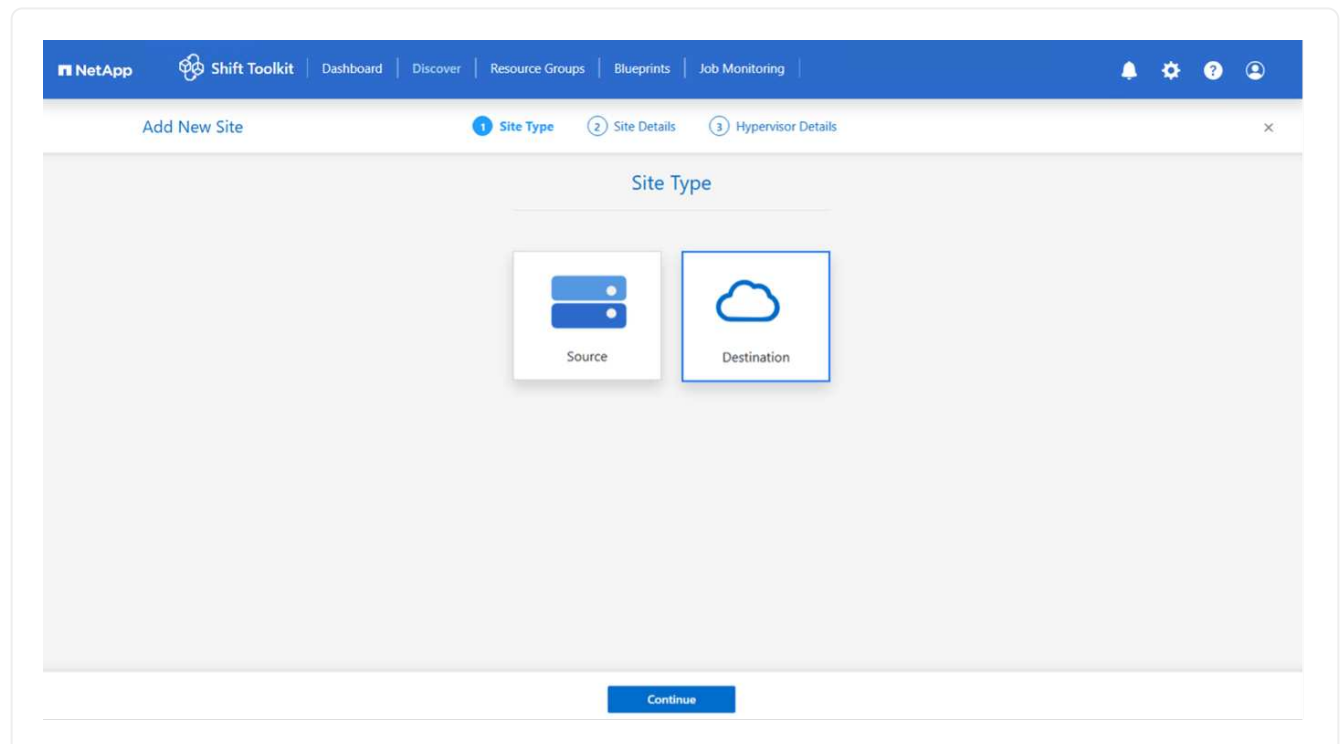 NetApp Shift Toolkit Dashboard Discover Resource Groups Blueprints Job Monitoring ?
Add New Site 1 Site Type 2 Site Details 3 Hypervisor Details ×
Site Type
Source Destination
Continue